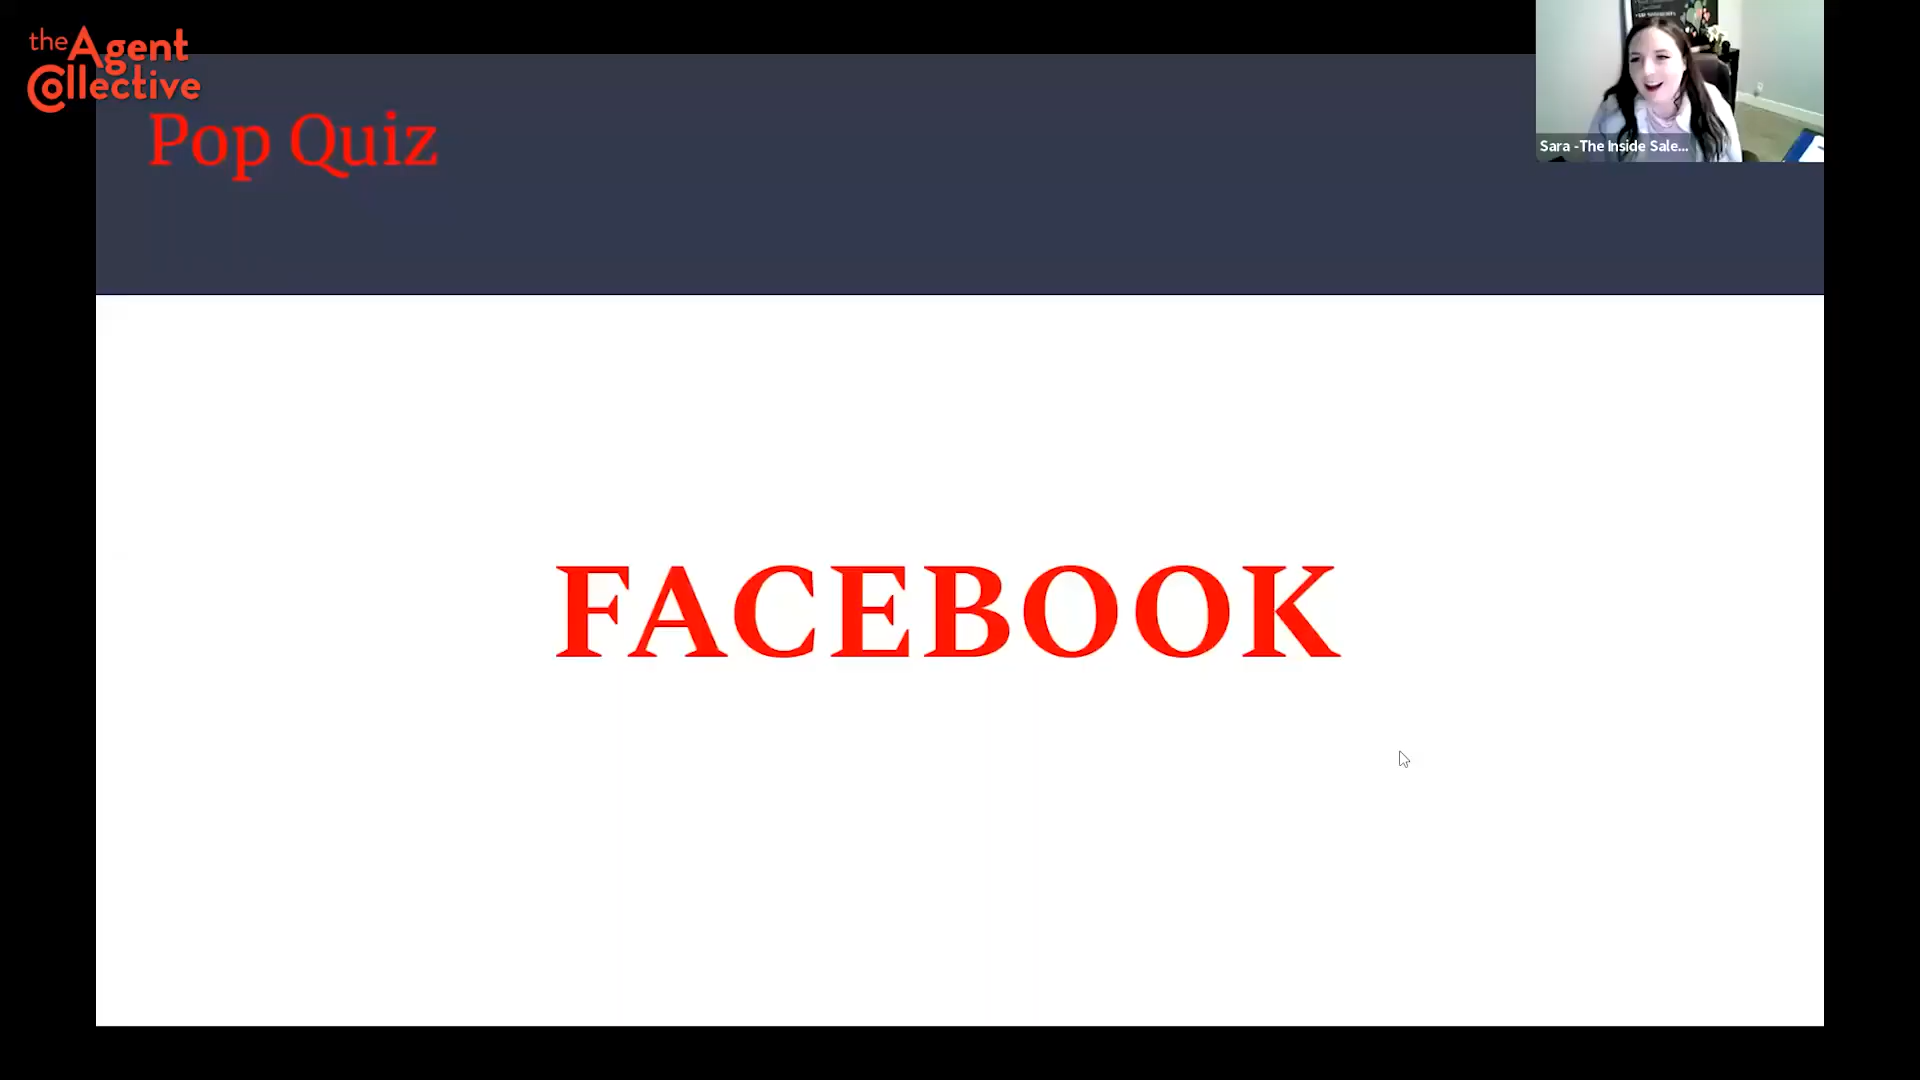 the Agent
Collective
Pop Quiz
Sara -The Inside Sale...
FACEBOOK